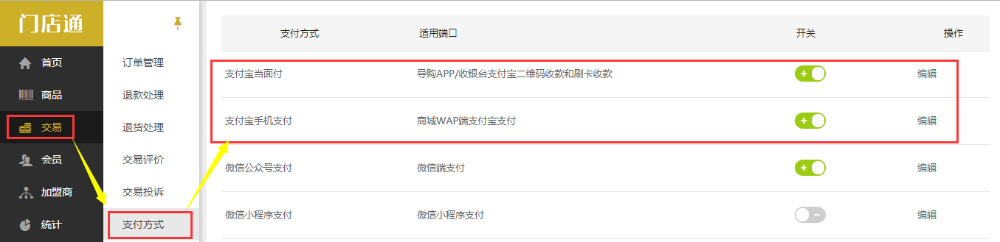 门店通
首页
商品
交易
会员
加盟商
统计
订单管理
退款处理
退货处理
交易评价
交易投诉
支付方式
支付方式 适用端口 开关 操作
支付宝当面付 导购APP/收银台支付宝二维码收款和刷卡收款 编辑
支付宝手机支付 商城WAP端支付宝支付 编辑
微信公众号支付 微信端支付 编辑
微信小程序支付 微信小程序支付 编辑